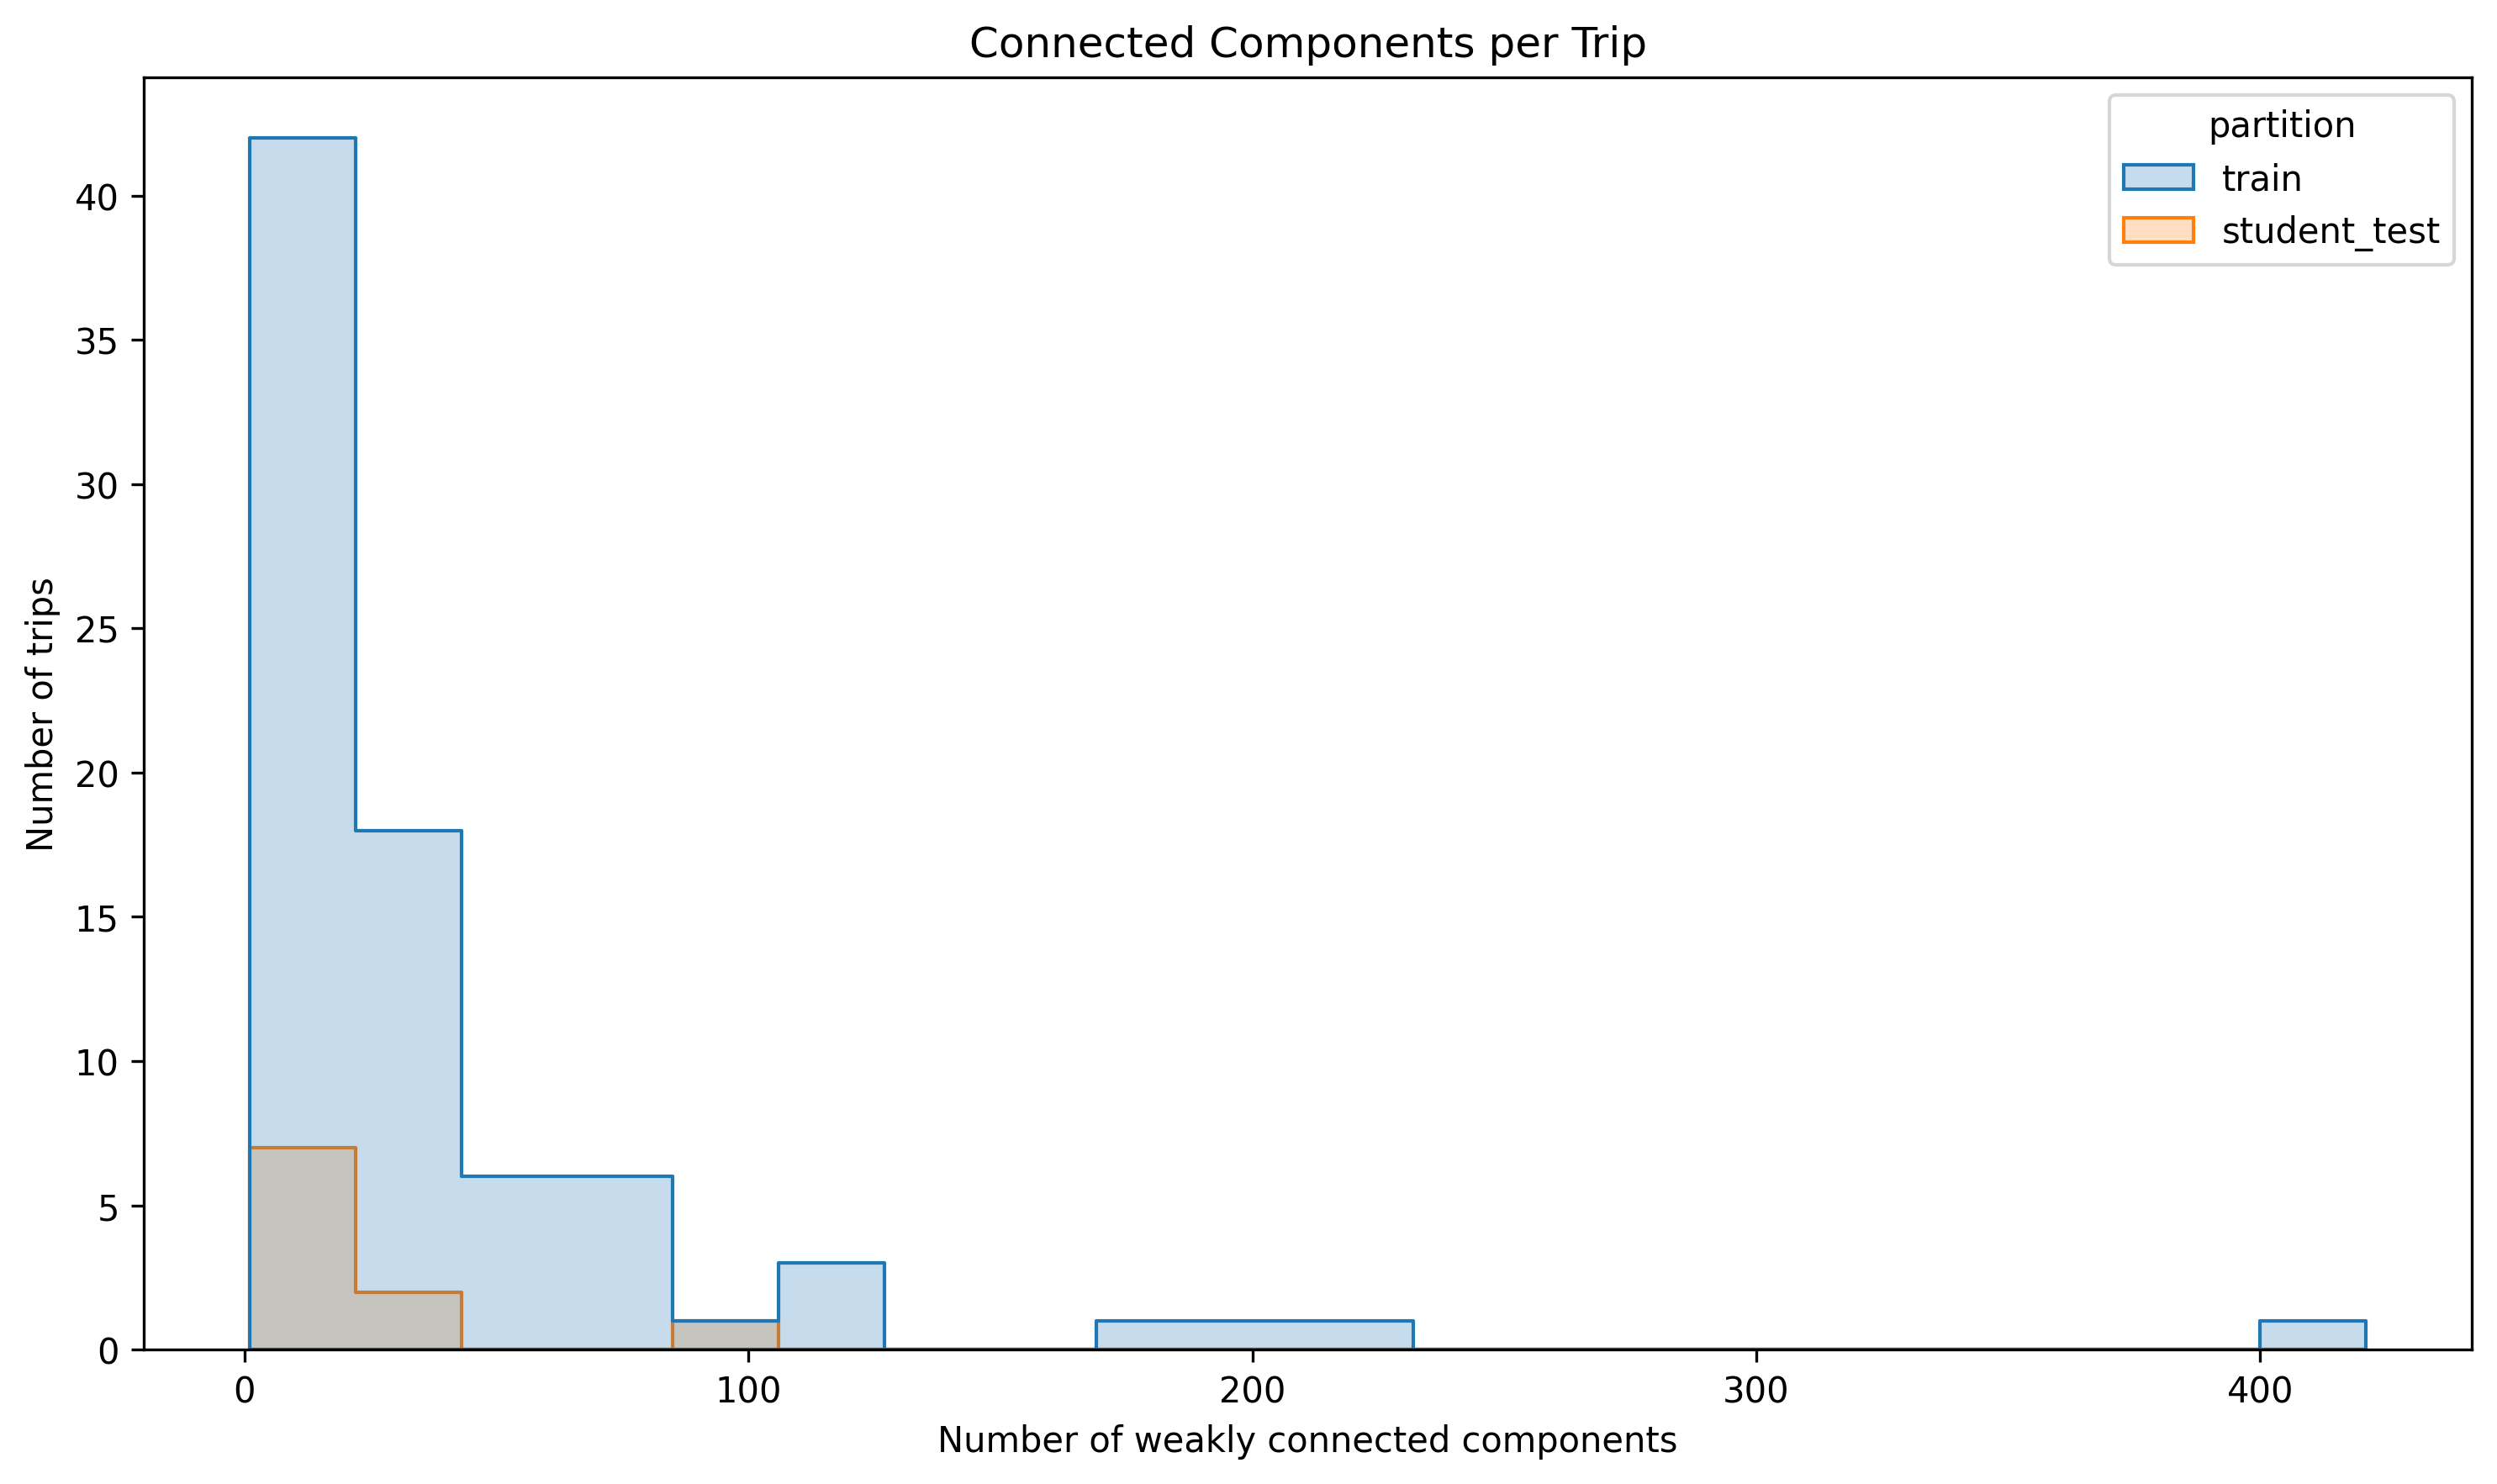 Connected Components per Trip
partition
train
student_test
40
35
30
25
20
15
10
5
0
Number of trips
0 100 200 300 400
Number of weakly connected components